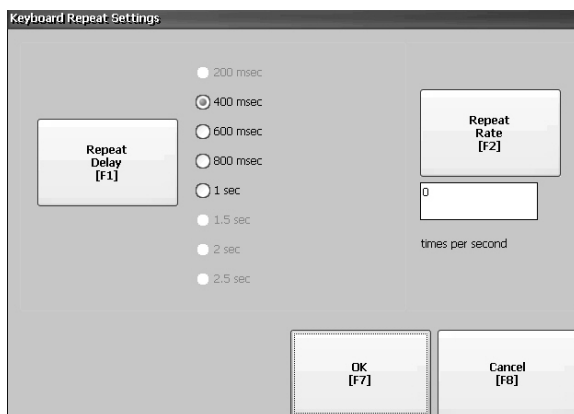 Keyboard Repeat Settings
Repeat
Delay
[F1]
200 msec
400 msec
600 msec
800 msec
1 sec
1.5 sec
2 sec
2.5 sec
Repeat
Rate
[F2]
0
times per second
OK
[F7]
Cancel
[F8]